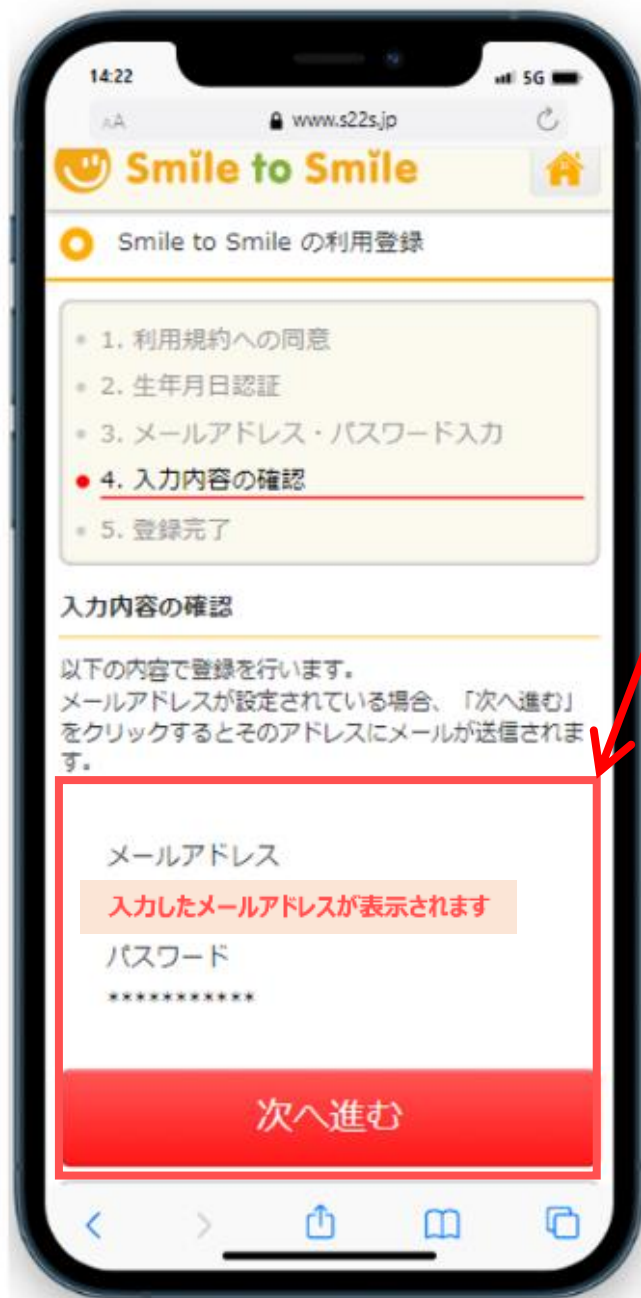 14:22
5G
AA
www.s22s.jp
Smile to Smile
Smile to Smile の利用登録
1. 利用規約への同意
2. 生年月日認証
3. メールアドレス・パスワード入力
4. 入力内容の確認
5. 登録完了
入力内容の確認
以下の内容で登録を行います。
メールアドレスが設定されている場合、「次へ進む」
をクリックするとそのアドレスにメールが送信されま
す。
メールアドレス
入力したメールアドレスが表示されます
パスワード
***********
次へ進む